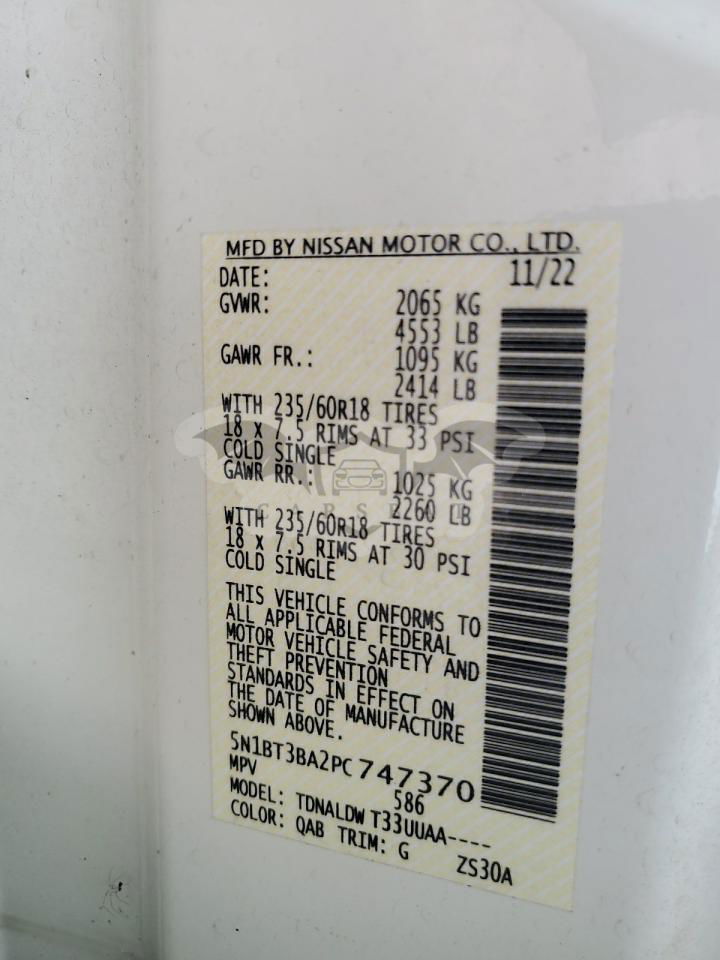 MFD BY NISSAN MOTOR CO., LTD.
DATE: 11/22
GVWR: 2065 KG
4553 LB
GAWR FR.: 1095 KG
2414 LB
WITH 235/60R18 TIRES
18 x 7.5 RIMS AT 33 PSI
COLD SINGLE
GAWR RR.: 1025 KG
2260 LB
WITH 235/60R18 TIRES
18 x 7.5 RIMS AT 30 PSI
COLD SINGLE
THIS VEHICLE CONFORMS TO
ALL APPLICABLE FEDERAL
MOTOR VEHICLE SAFETY AND
THEFT PREVENTION
STANDARDS IN EFFECT ON
THE DATE OF MANUFACTURE
SHOWN ABOVE.
5N1BT3BA2PC747370
MPV 586
MODEL: TDNALDW T33UUAA----
COLOR: QAB TRIM: G ZS30A